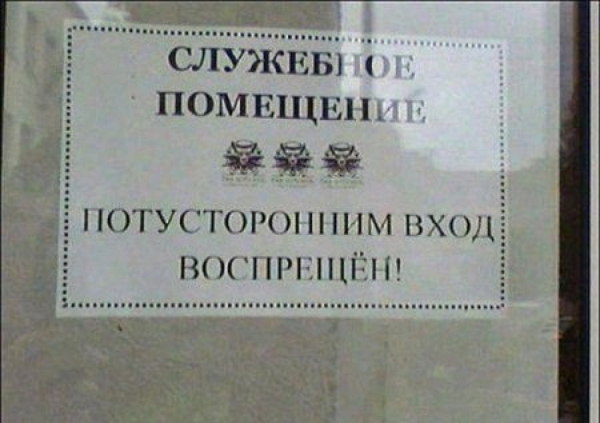 СЛУЖЕБНОЕ
ПОМЕЩЕНИЕ
ПОТУСТОРОННИМ ВХОД
ВОСПРЕЩЁН!